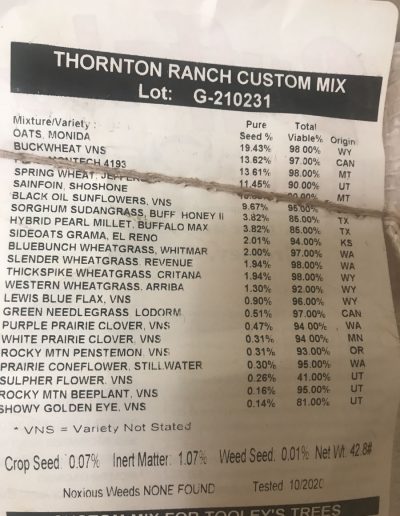 THORNTON RANCH CUSTOM MIX
Lot: G-210231
Mixture/Variety : Pure Seed % Total Viable% Origin
OATS, MONIDA 19.43% 98.00% WY
BUCKWHEAT VNS 13.62% 97.00% CAN
4193 13.61% 98.00% MT
SPRING WHEAT, 11.45% 90.00% UT
SAINFOIN, SHOSHONE MT
BLACK OIL SUNFLOWERS, VNS 9.67% 95.00%
SORGHUM SUDANGRASS, BUFF HONEY II 3.82% 85.00% TX
HYBRID PEARL MILLET, BUFFALO MAX 3.82% 85.00% TX
SIDEOATS GRAMA, EL RENO 2.01% 94.00% KS
BLUEBUNCH WHEATGRASS, WHITMAR 2.00% 97.00% WA
SLENDER WHEATGRASS, REVENUE 1.94% 98.00% WA
THICKSPIKE WHEATGRASS CRITANA 1.94% 98.00% WY
WESTERN WHEATGRASS, ARRIBA 1.30% 92.00% WY
LEWIS BLUE FLAX, VNS 0.90% 96.00% WY
GREEN NEEDLEGRASS, LODORM 0.51% 97.00% CAN
PURPLE PRAIRIE CLOVER, VNS 0.47% 94.00% WA
WHITE PRAIRIE CLOVER, VNS 0.31% 94.00% MN
ROCKY MTN PENSTEMON, VNS 0.31% 93.00% OR
PRAIRIE CONEFLOWER, STILLWATER 0.30% 95.00% WA
SULPHER FLOWER, VNS 0.26% 41.00% UT
ROCKY MTN BEEPLANT, VNS 0.16% 95.00% UT
SHOWY GOLDEN EYE, VNS 0.14% 81.00% UT
* VNS = Variety Not Stated
Crop Seed: 0.07% Inert Matter: 1.07% Weed Seed: 0.01% Net Wt. 42.8#
Noxious Weeds NONE FOUND Tested 10/2020
CUSTOM MIX FOR TOOLEY'S TREES